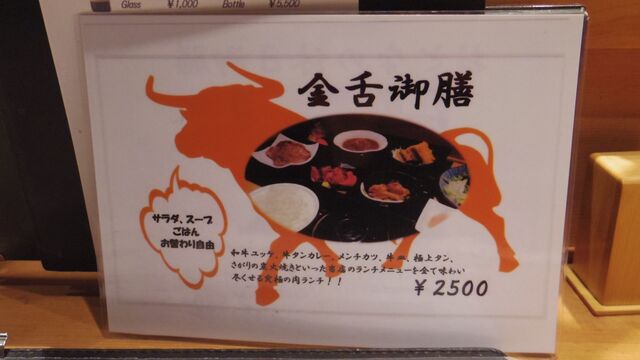 Glass ¥1,000 Bottle ¥5,500
金舌御膳
サラダ、スープ
ごはん
お替わり自由
和牛ユッケ、牛タンカレー、メンチカツ、牛皿、極上タン、
さがりの炭火焼きといった当店のランチメニューを全て味わい
尽くせる究極の肉ランチ！！
¥2500